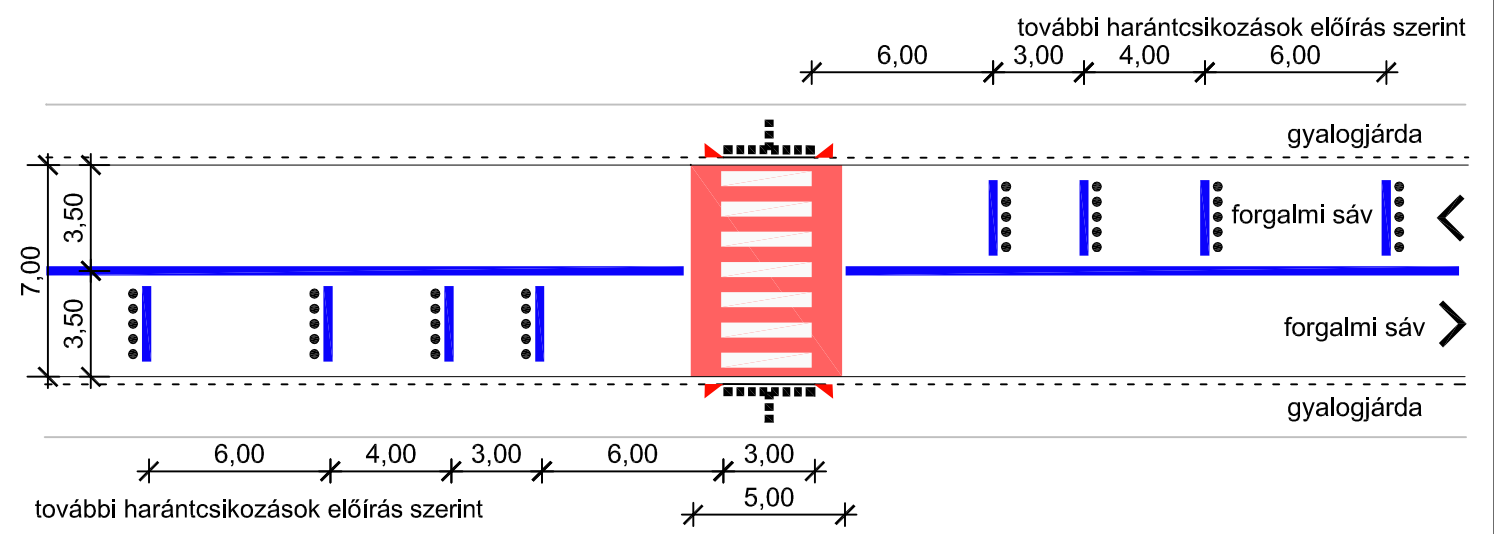 további harántcsikozások előírás szerint
6,00 3,00 4,00 6,00
gyalogjárda
3,50
forgalmi sáv
7,00
3,50
forgalmi sáv
gyalogjárda
6,00 4,00 3,00 6,00 3,00
5,00
további harántcsikozások előírás szerint